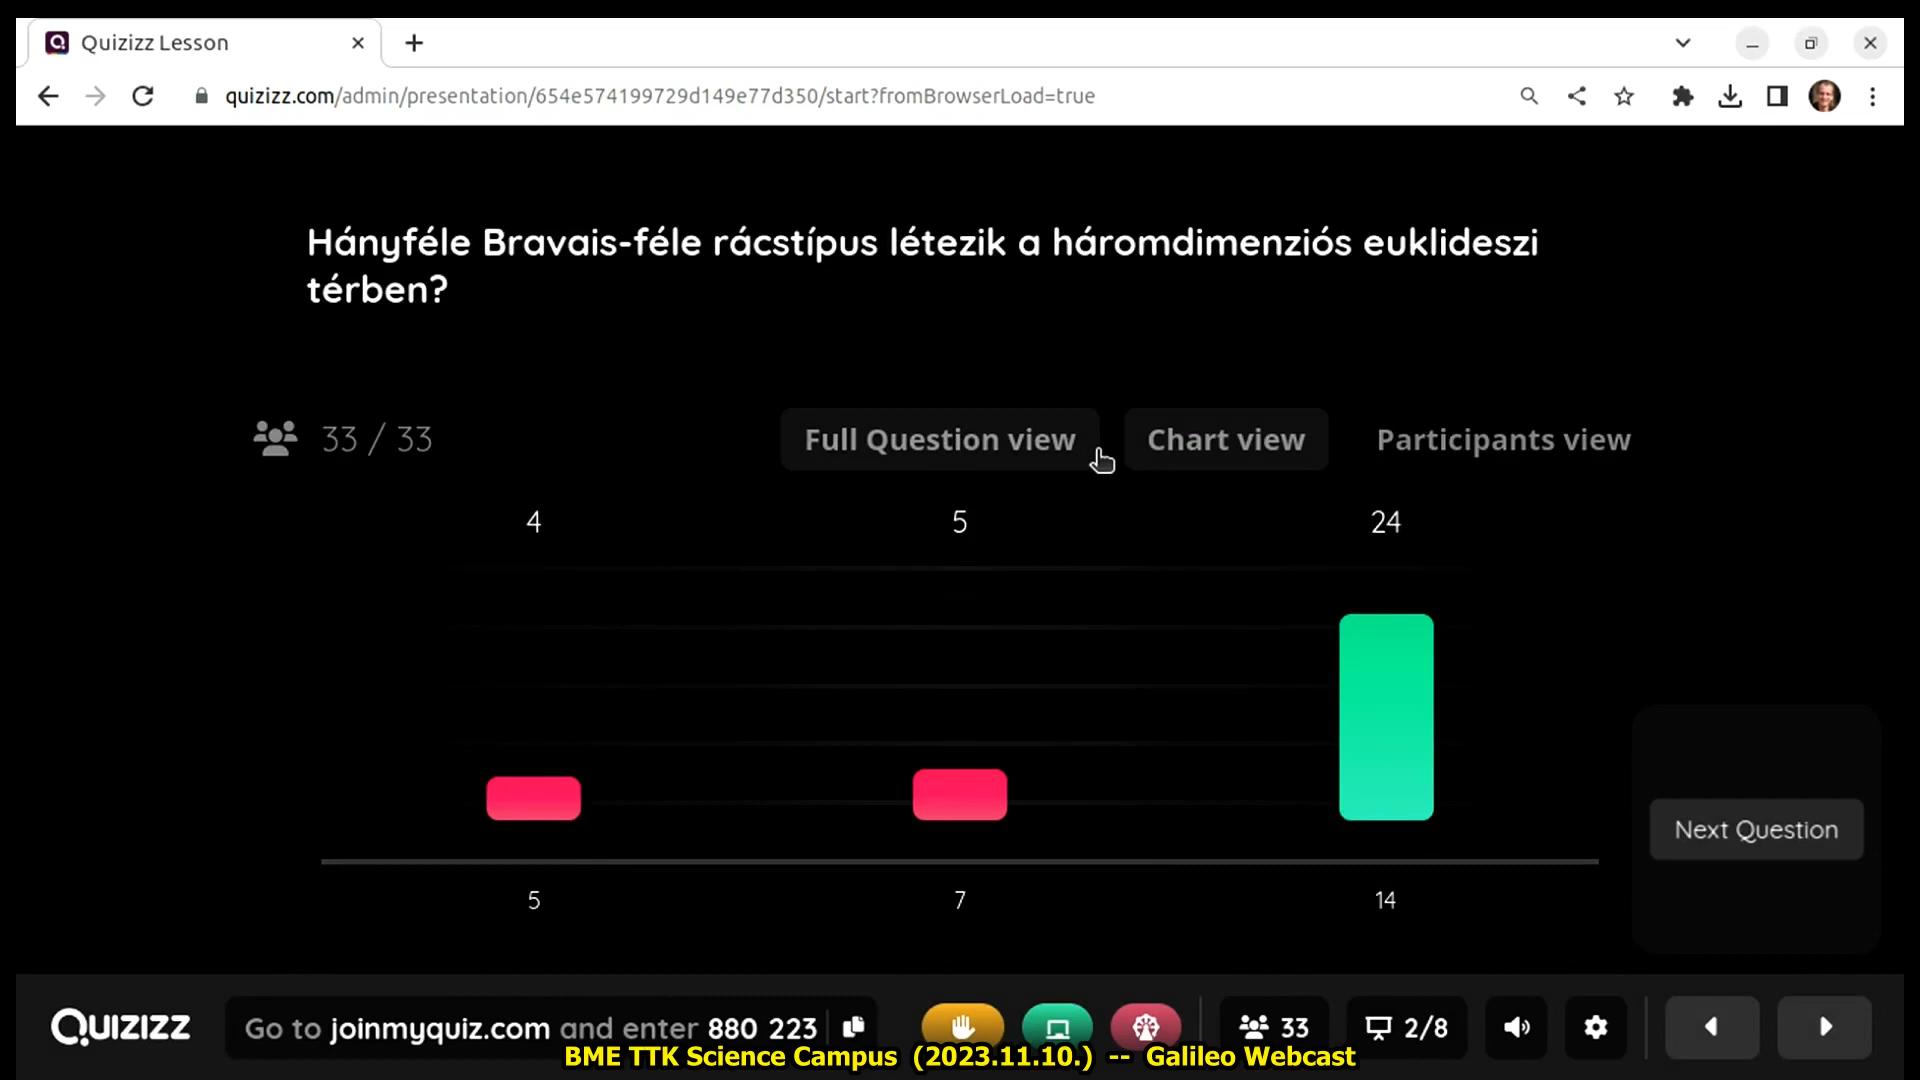 Quizizz Lesson
quizizz.com/admin/presentation/654e574199729d149e77d350/start?fromBrowserLoad=true
Hányféle Bravais-féle rácstípus létezik a háromdimenziós euklideszi
térben?
33 / 33
Full Question view
Chart view
Participants view
4
5
24
5
7
14
Next Question
Quizizz
Go to joinmyquiz.com and enter 880 223
33
2/8
BME TTK Science Campus (2023.11.10.) -- Galileo Webcast